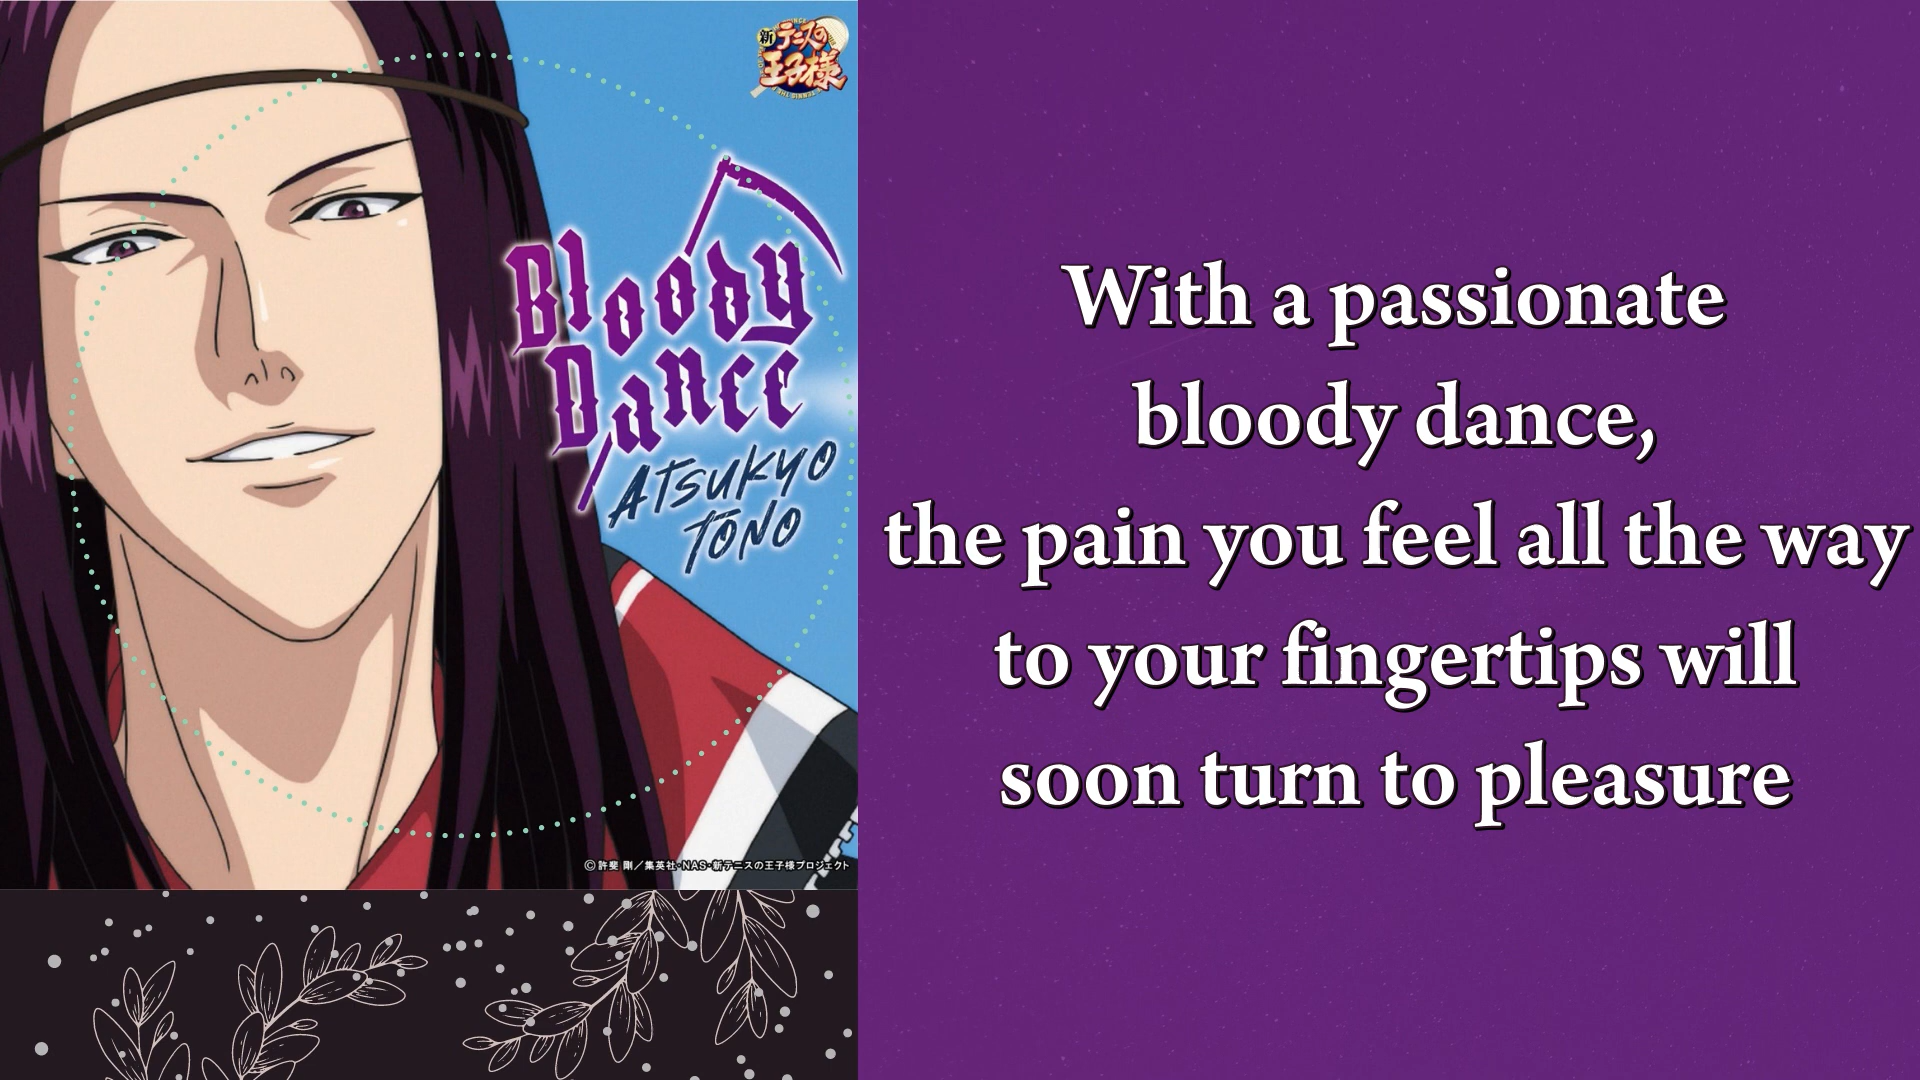 新テニスの
王子様
Bloody
Dance
ATSUKYO
TŌNO
©許斐 剛／集英社・NAS・新テニスの王子様プロジェクト
With a passionate
bloody dance,
the pain you feel all the way
to your fingertips will
soon turn to pleasure